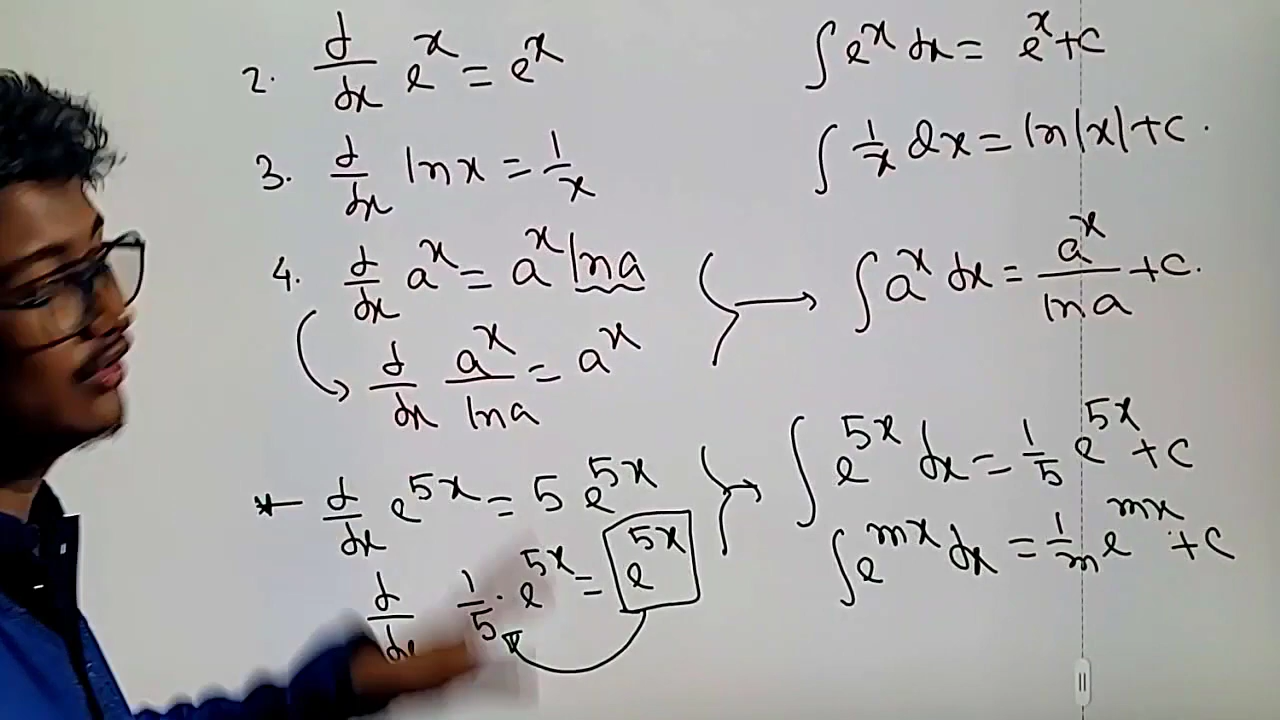 2. d/dx e^x = e^x
∫ e^x dx = e^x + c
3. d/dx ln x = 1/x
∫ 1/x dx = ln|x| + c.
4. d/dx a^x = a^x ln a
∫ a^x dx = a^x/ln a + c.
d/dx a^x/ln a = a^x
* d/dx e^5x = 5 e^5x
∫ e^5x dx = 1/5 e^5x + c
d/dx 1/5 · e^5x = e^5x
∫ e^mx dx = 1/m e^mx + c